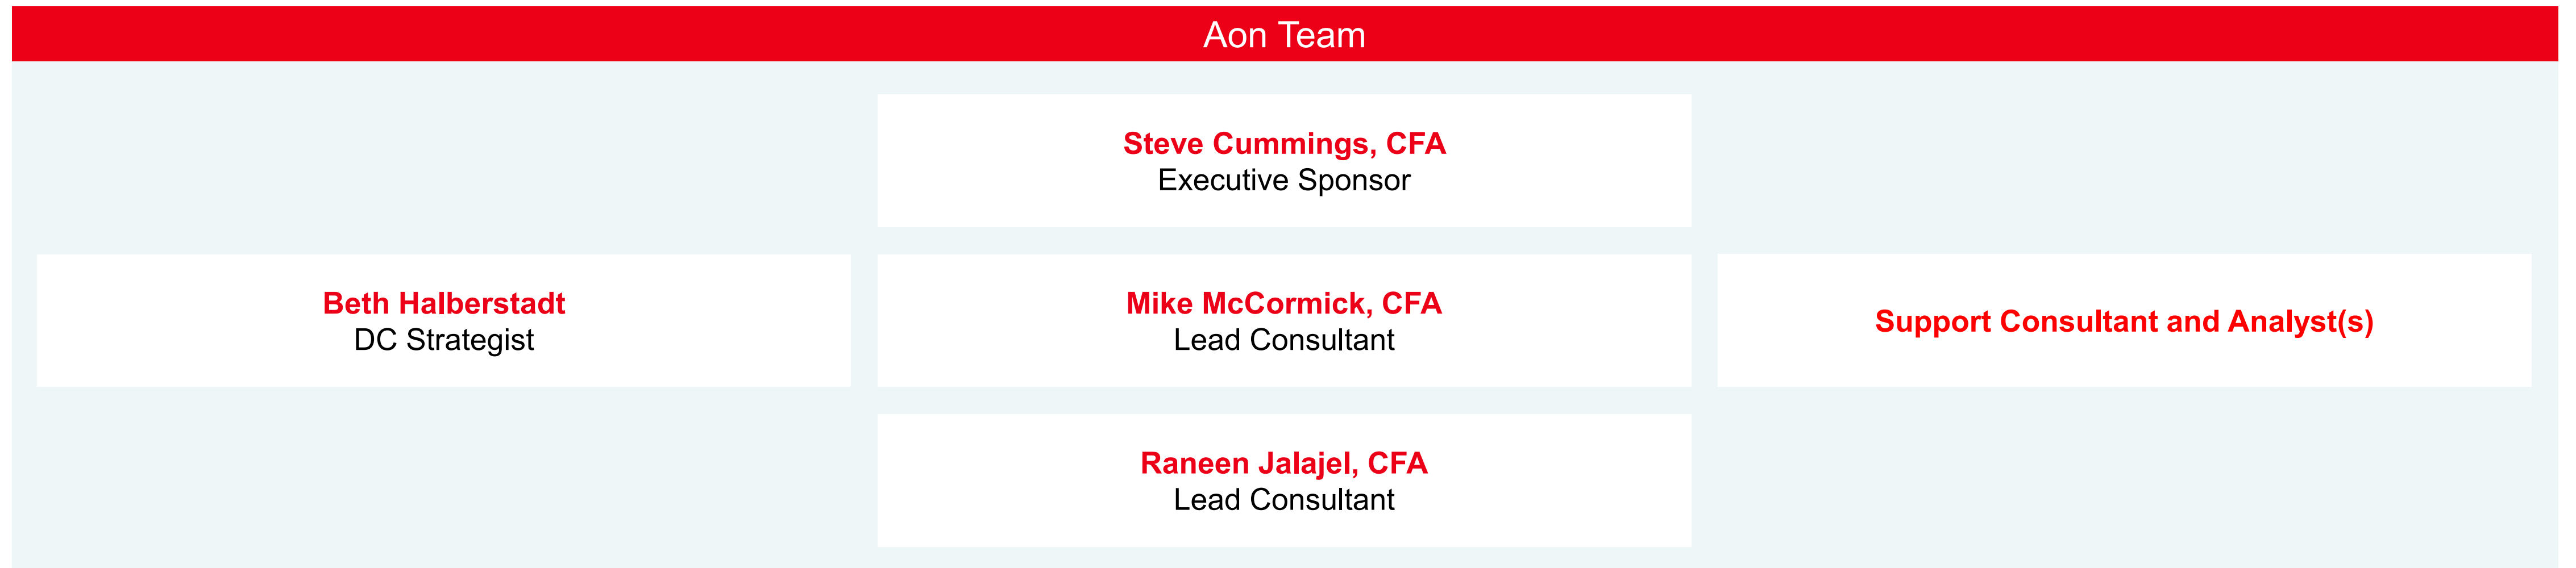 Aon Team
Steve Cummings, CFA
Executive Sponsor
Beth Halberstadt
DC Strategist
Mike McCormick, CFA
Lead Consultant
Support Consultant and Analyst(s)
Raneen Jalajel, CFA
Lead Consultant